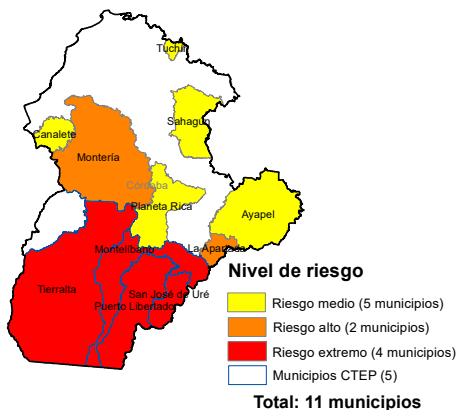 Tuchín
Sahagún
Canalete
Montería
Córdoba
Planeta Rica
Ayapel
La Apartada
Montelíbano
Tierralta
San José de Uré
Puerto Libertador
Nivel de riesgo
Riesgo medio (5 municipios)
Riesgo alto (2 municipios)
Riesgo extremo (4 municipios)
Municipios CTEP (5)
Total: 11 municipios